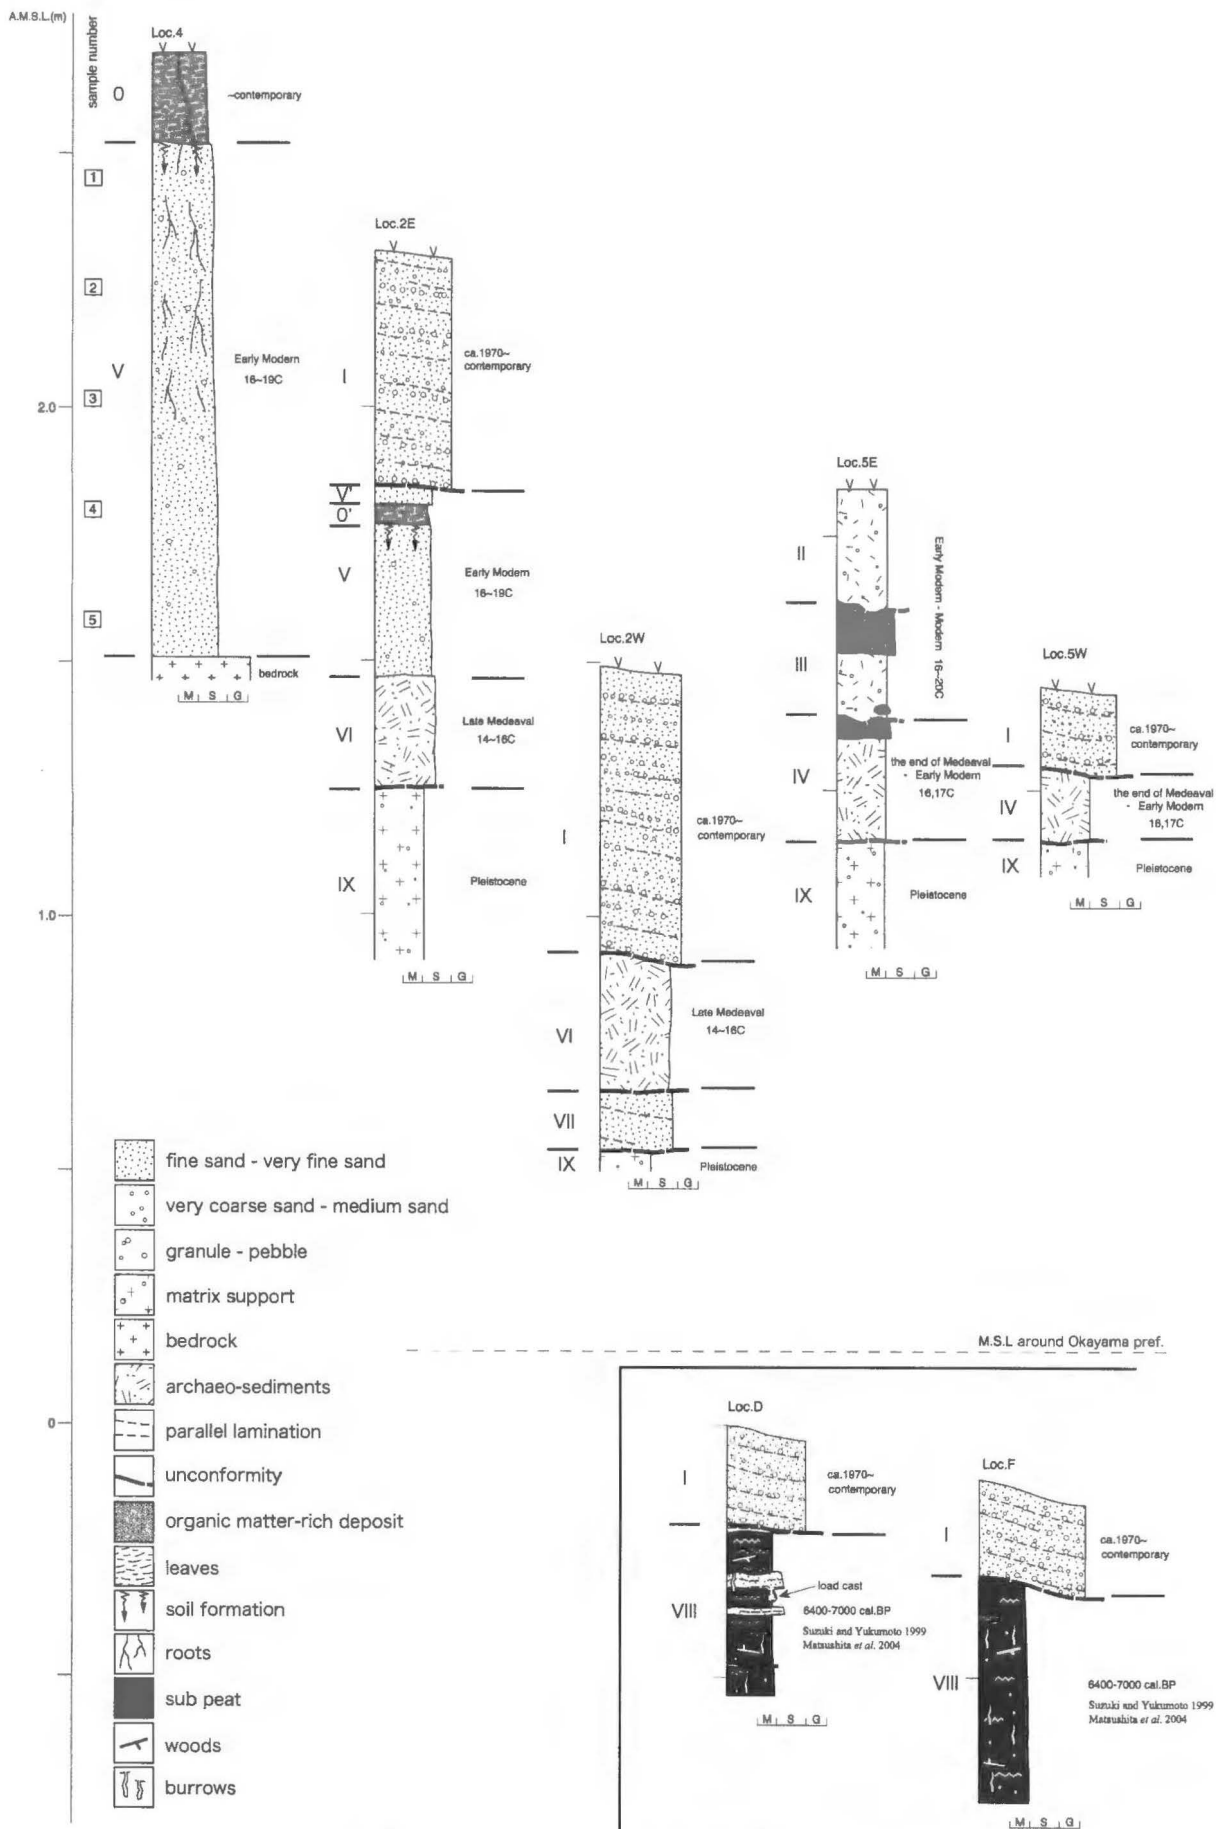 A.M.S.L.(m)
sample number
Loc.4
O
~contemporary
1
2
V
Early Modern
16~19C
3
4
5
bedrock
M S G
2.0
1.0
0
Loc.2E
I
ca.1970~
contemporary
V'
O'
V
Early Modern
16~19C
VI
Late Medeaval
14~16C
IX
Pleistocene
M S G
Loc.2W
I
ca.1970~
contemporary
VI
Late Medeaval
14~16C
VII
IX
Pleistocene
M S G
Loc.5E
II
III
Early Modern - Modern 16~20C
IV
the end of Medeaval
- Early Modern
16,17C
IX
Pleistocene
M S G
Loc.5W
I
ca.1970~
contemporary
IV
the end of Medeaval
- Early Modern
16,17C
IX
Pleistocene
M S G
fine sand - very fine sand
very coarse sand - medium sand
granule - pebble
matrix support
bedrock
archaeo-sediments
parallel lamination
unconformity
organic matter-rich deposit
leaves
soil formation
roots
sub peat
woods
burrows
M.S.L around Okayama pref.
Loc.D
I
ca.1970~
contemporary
load cast
VIII
6400-7000 cal.BP
Suzuki and Yukumoto 1999
Matsushita et al. 2004
M S G
Loc.F
I
ca.1970~
contemporary
VIII
6400-7000 cal.BP
Suzuki and Yukumoto 1999
Matsushita et al. 2004
M S G